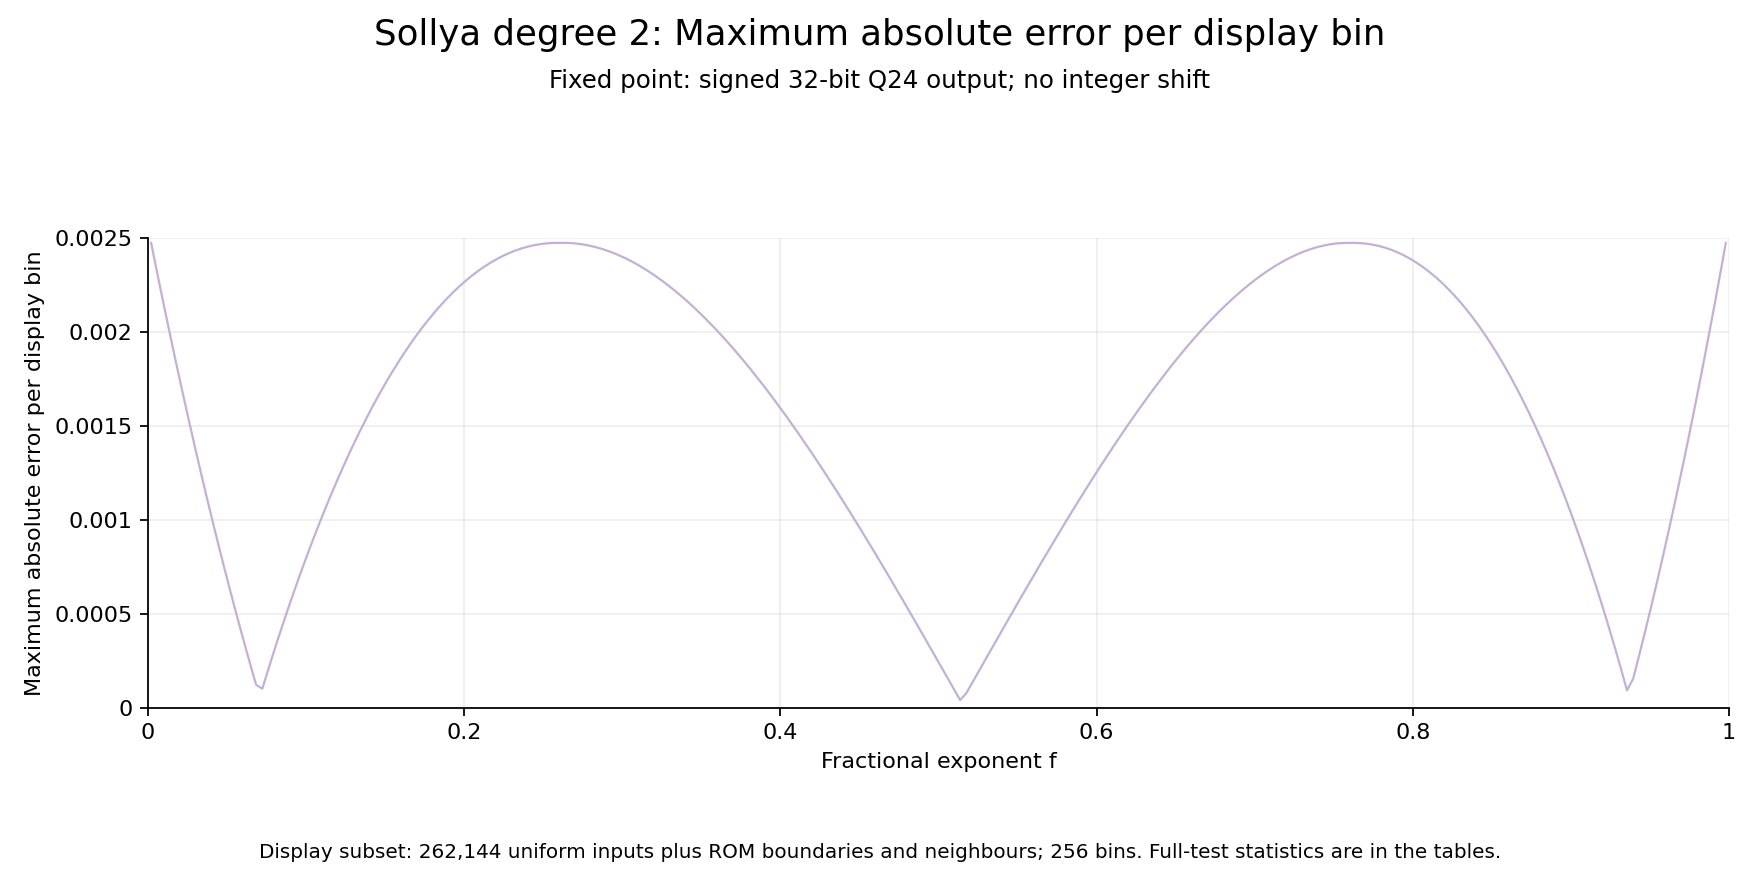 Sollya degree 2: Maximum absolute error per display bin
Fixed point: signed 32-bit Q24 output; no integer shift
Maximum absolute error per display bin
0.0025
0.002
0.0015
0.001
0.0005
0
0 0.2 0.4 0.6 0.8 1
Fractional exponent f
Display subset: 262,144 uniform inputs plus ROM boundaries and neighbours; 256 bins. Full-test statistics are in the tables.